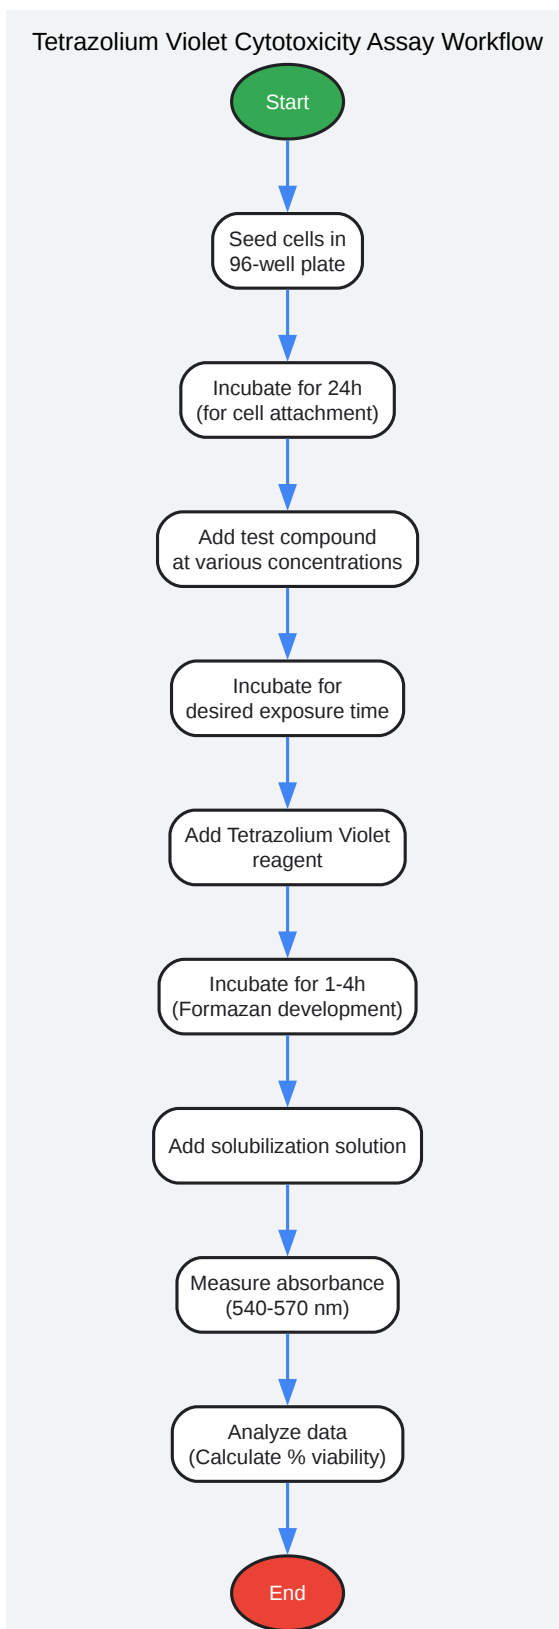 Tetrazolium Violet Cytotoxicity Assay Workflow
Start
Seed cells in
96-well plate
Incubate for 24h
(for cell attachment)
Add test compound
at various concentrations
Incubate for
desired exposure time
Add Tetrazolium Violet
reagent
Incubate for 1-4h
(Formazan development)
Add solubilization solution
Measure absorbance
(540-570 nm)
Analyze data
(Calculate % viability)
End